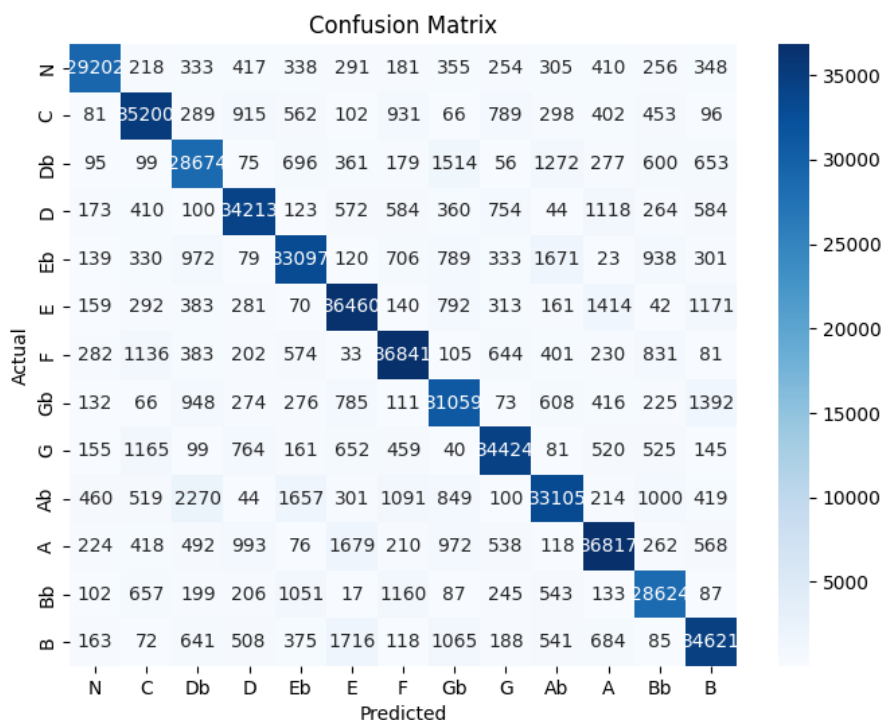 Confusion Matrix
N 29202 218 333 417 338 291 181 355 254 305 410 256 348
C 81 35200 289 915 562 102 931 66 789 298 402 453 96
Db 95 99 28674 75 696 361 179 1514 56 1272 277 600 653
D 173 410 100 34213 123 572 584 360 754 44 1118 264 584
Eb 139 330 972 79 33097 120 706 789 333 1671 23 938 301
E 159 292 383 281 70 36460 140 792 313 161 1414 42 1171
F 282 1136 383 202 574 33 36841 105 644 401 230 831 81
Gb 132 66 948 274 276 785 111 31059 73 608 416 225 1392
G 155 1165 99 764 161 652 459 40 34424 81 520 525 145
Ab 460 519 2270 44 1657 301 1091 849 100 33105 214 1000 419
A 224 418 492 993 76 1679 210 972 538 118 36817 262 568
Bb 102 657 199 206 1051 17 1160 87 245 543 133 28624 87
B 163 72 641 508 375 1716 118 1065 188 541 684 85 34621
N C Db D Eb E F Gb G Ab A Bb B
Predicted
Actual
35000
30000
25000
20000
15000
10000
5000